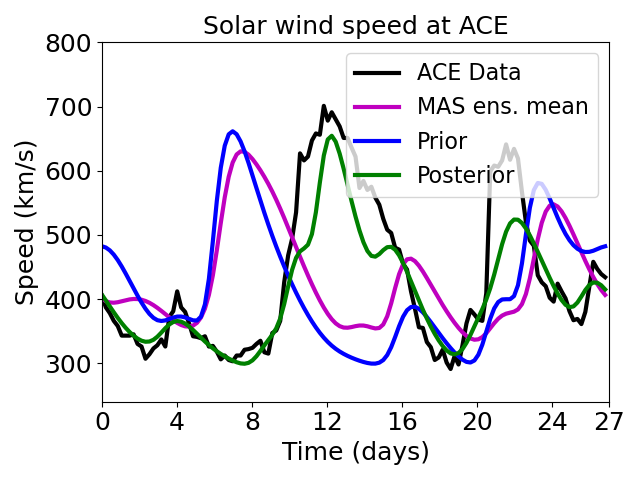 Solar wind speed at ACE
800
700
600
500
400
300
Speed (km/s)
ACE Data
MAS ens. mean
Prior
Posterior
0 4 8 12 16 20 24 27
Time (days)